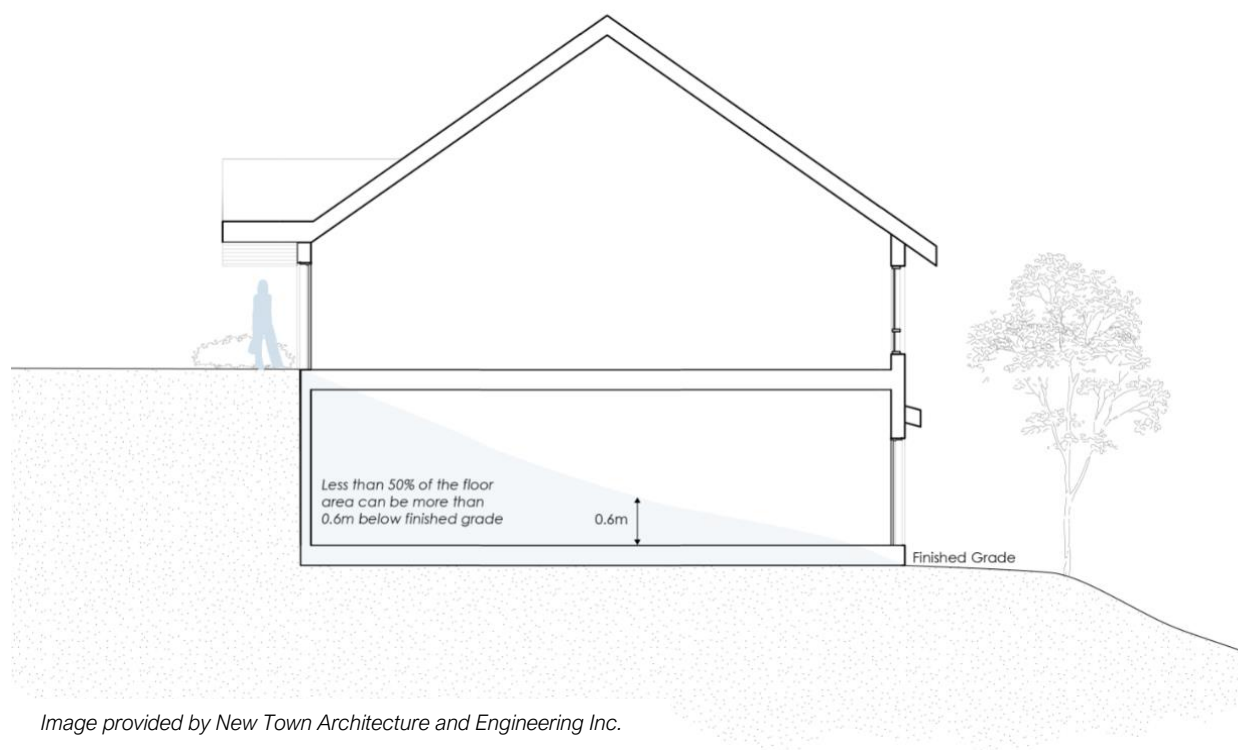 Less than 50% of the floor
area can be more than
0.6m below finished grade
0.6m
Finished Grade
Image provided by New Town Architecture and Engineering Inc.